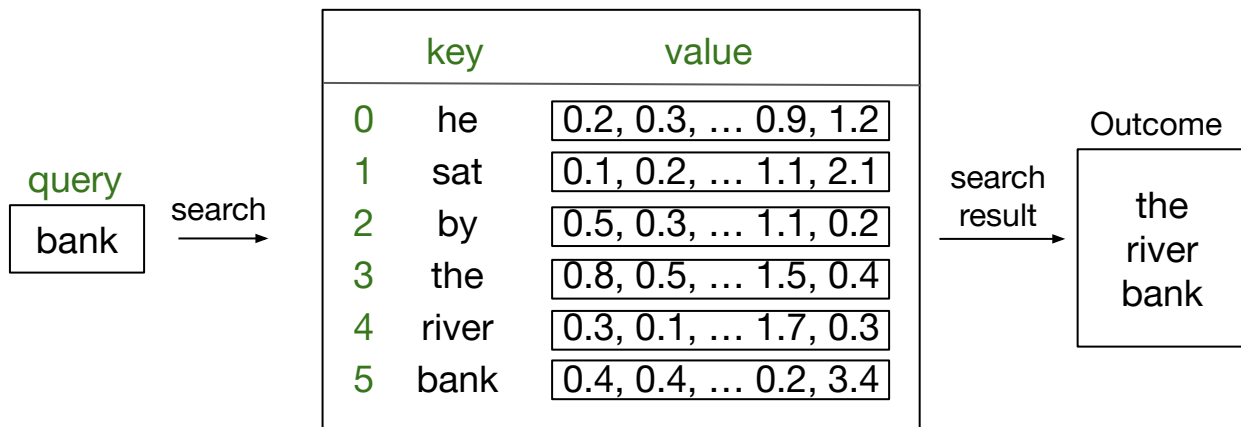 key value
0 he 0.2, 0.3, … 0.9, 1.2
Outcome
1 sat 0.1, 0.2, … 1.1, 2.1
query
search
result
search
bank
2 by 0.5, 0.3, … 1.1, 0.2
3 the 0.8, 0.5, … 1.5, 0.4
4 river 0.3, 0.1, … 1.7, 0.3
5 bank 0.4, 0.4, … 0.2, 3.4
the
river
bank